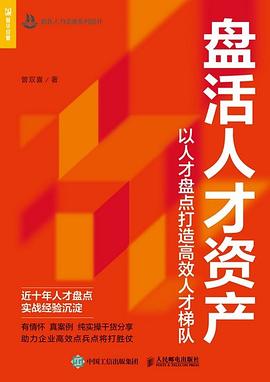 曾双喜 / 著
盘活人才资产
以人才盘点打造高效人才梯队
近十年人才盘点
实战经验沉淀
有情怀 真案例 纯实操干货分享
助力企业高效点兵点将打胜仗
中国工信出版集团
人民邮电出版社